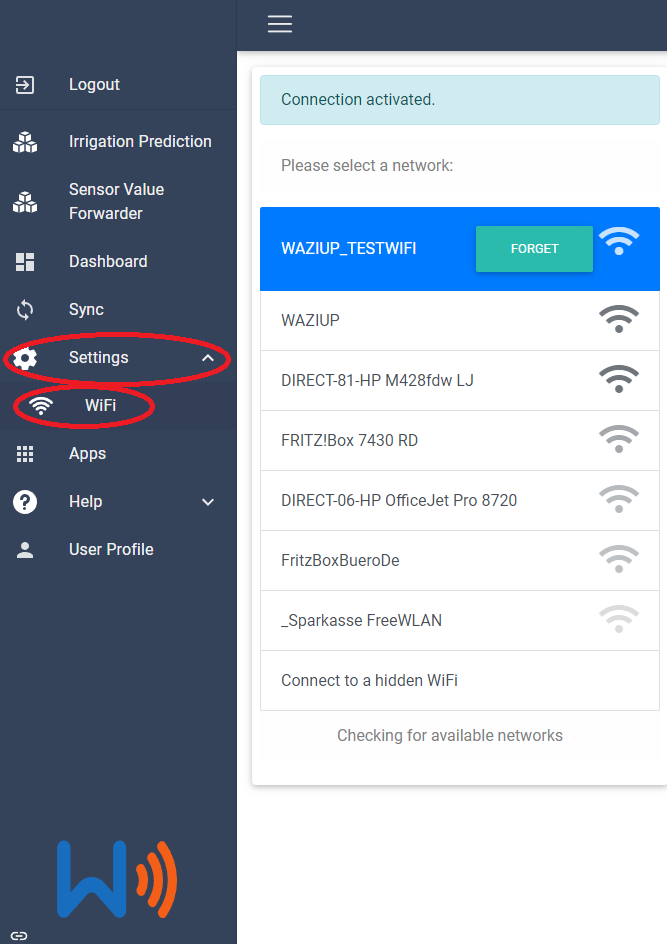 Logout
Irrigation Prediction
Sensor Value
Forwarder
Dashboard
Sync
Settings
WiFi
Apps
Help
User Profile
Connection activated.
Please select a network:
WAZIUP_TESTWIFI
FORGET
WAZIUP
DIRECT-81-HP M428fdw LJ
FRITZ!Box 7430 RD
DIRECT-06-HP OfficeJet Pro 8720
FritzBoxBueroDe
_Sparkasse FreeWLAN
Connect to a hidden WiFi
Checking for available networks